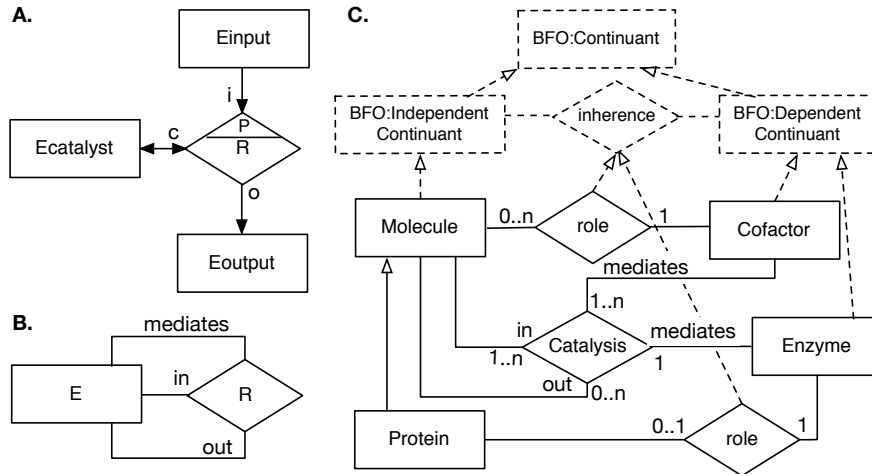 A.
Einput
i
P
R
c
Ecatalyst
o
Eoutput
B.
mediates
E
in
R
out
C.
BFO:Continuant
BFO:Independent
Continuant
inherence
BFO:Dependent
Continuant
Molecule
0..n
role
1
Cofactor
mediates
1..n
in
1..n
Catalysis
mediates
1
Enzyme
out
0..n
Protein
0..1
role
1